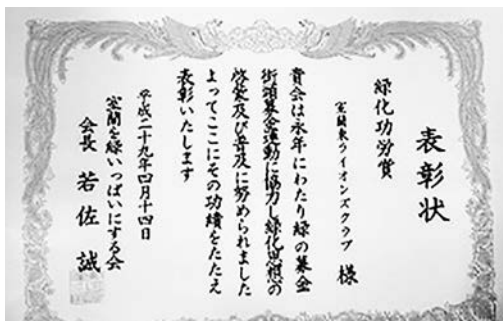 表彰状
緑化功労賞
室蘭東ライオンズクラブ 様
貴会は永年にわたり緑の募金
街頭募金運動に協力し緑化思想の
啓蒙及び普及に努められました
よってここにその功績をたたえ
表彰いたします
平成二十九年四月十四日
室蘭を緑いっぱいにする会
会長 若佐 誠